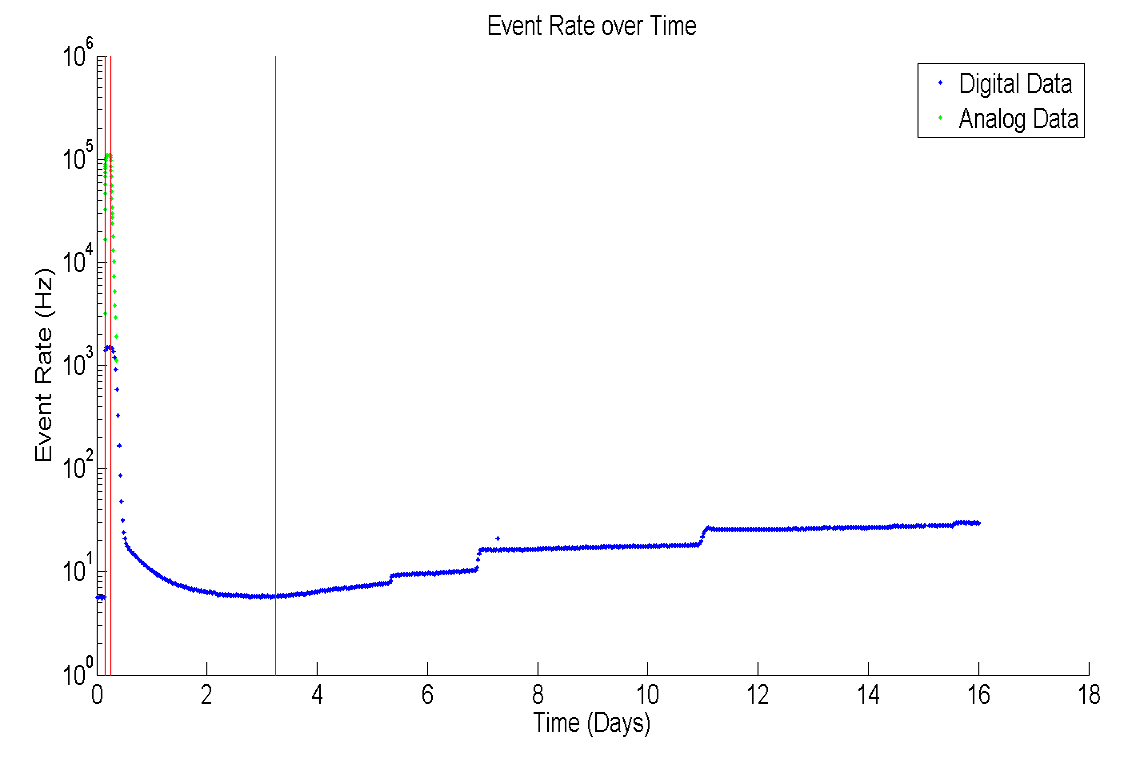 Event Rate over Time
Digital Data
Analog Data
10^6
10^5
10^4
10^3
10^2
10^1
10^0
Event Rate (Hz)
0 2 4 6 8 10 12 14 16 18
Time (Days)